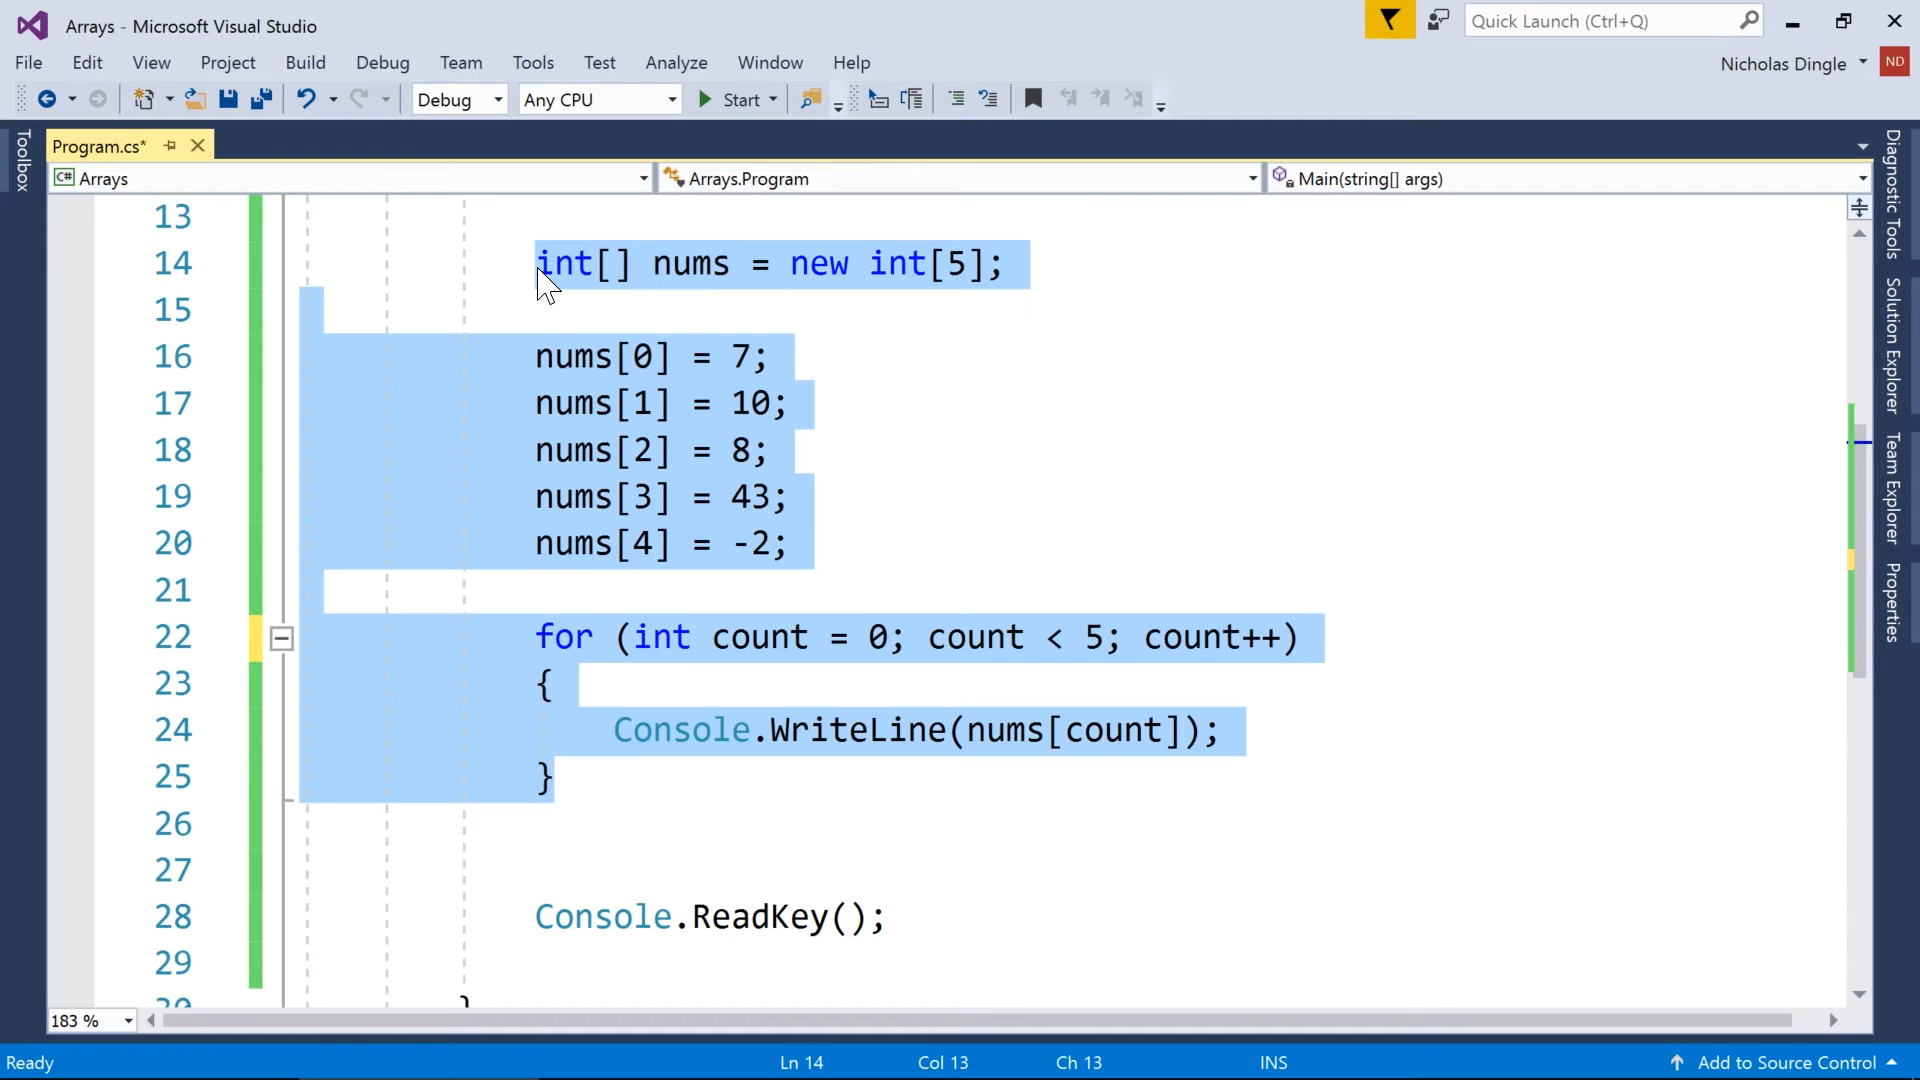 Arrays - Microsoft Visual Studio
Quick Launch (Ctrl+Q)
File Edit View Project Build Debug Team Tools Test Analyze Window Help
Nicholas Dingle ND
Debug Any CPU Start
Program.cs*
C# Arrays Arrays.Program Main(string[] args)
Toolbox
13
14 int[] nums = new int[5];
15
16 nums[0] = 7;
17 nums[1] = 10;
18 nums[2] = 8;
19 nums[3] = 43;
20 nums[4] = -2;
21
22 for (int count = 0; count < 5; count++)
23 {
24 Console.WriteLine(nums[count]);
25 }
26
27
28 Console.ReadKey();
29
30 }
Diagnostic Tools
Solution Explorer
Team Explorer
Properties
183 %
Ready Ln 14 Col 13 Ch 13 INS Add to Source Control